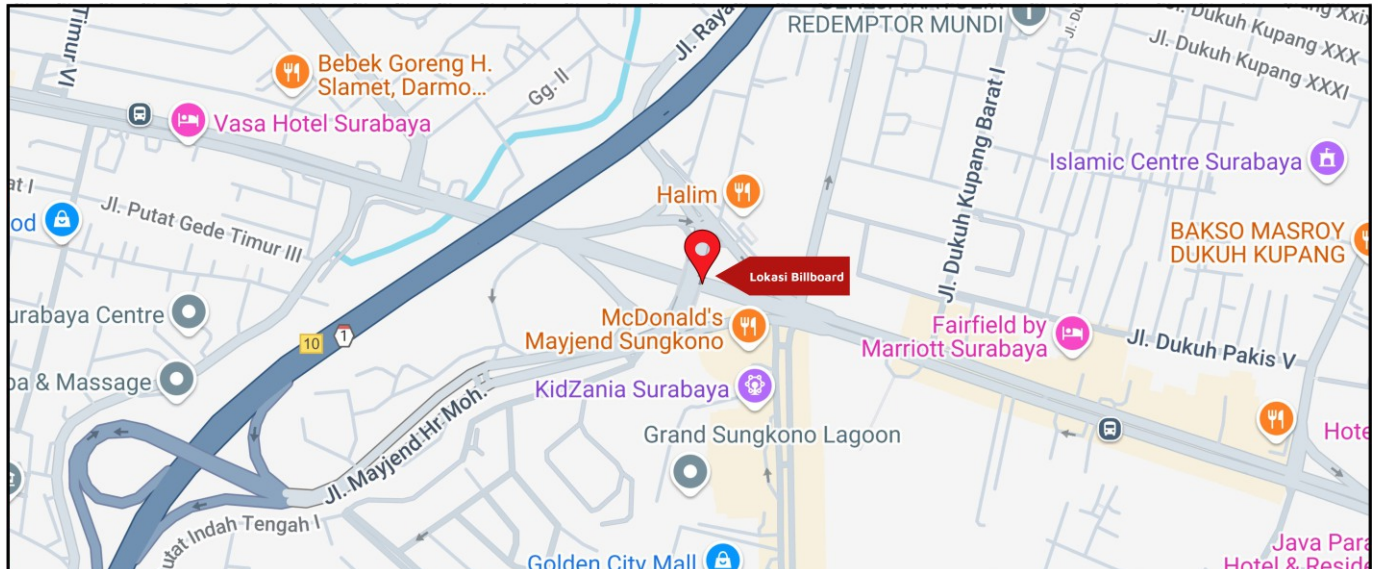 Timur VI
Bebek Goreng H.
Slamet, Darmo...
Gg. II
Jl. Raya
REDEMPTOR MUNDI
Jl. Dukuh Kupang XXX
Jl. Dukuh Kupang XXXI
Vasa Hotel Surabaya
Jl. Dukuh Kupang Barat I
Islamic Centre Surabaya
at I
od
Jl. Putat Gede Timur III
Halim
BAKSO MASROY
DUKUH KUPANG
Lokasi Billboard
urabaya Centre
10
1
McDonald's
Mayjend Sungkono
Fairfield by
Marriott Surabaya
Jl. Dukuh Pakis V
pa & Massage
KidZania Surabaya
Jl. Mayjend Hr Moh.
Grand Sungkono Lagoon
Hote
utat Indah Tengah I
Golden City Mall
Java Para
Hotel & Reside